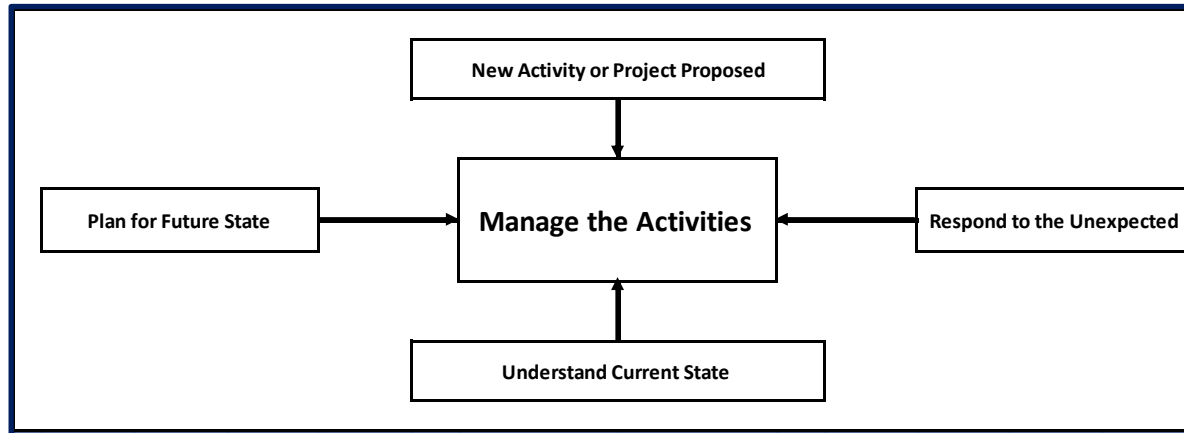 New Activity or Project Proposed
Plan for Future State
Manage the Activities
Respond to the Unexpected
Understand Current State